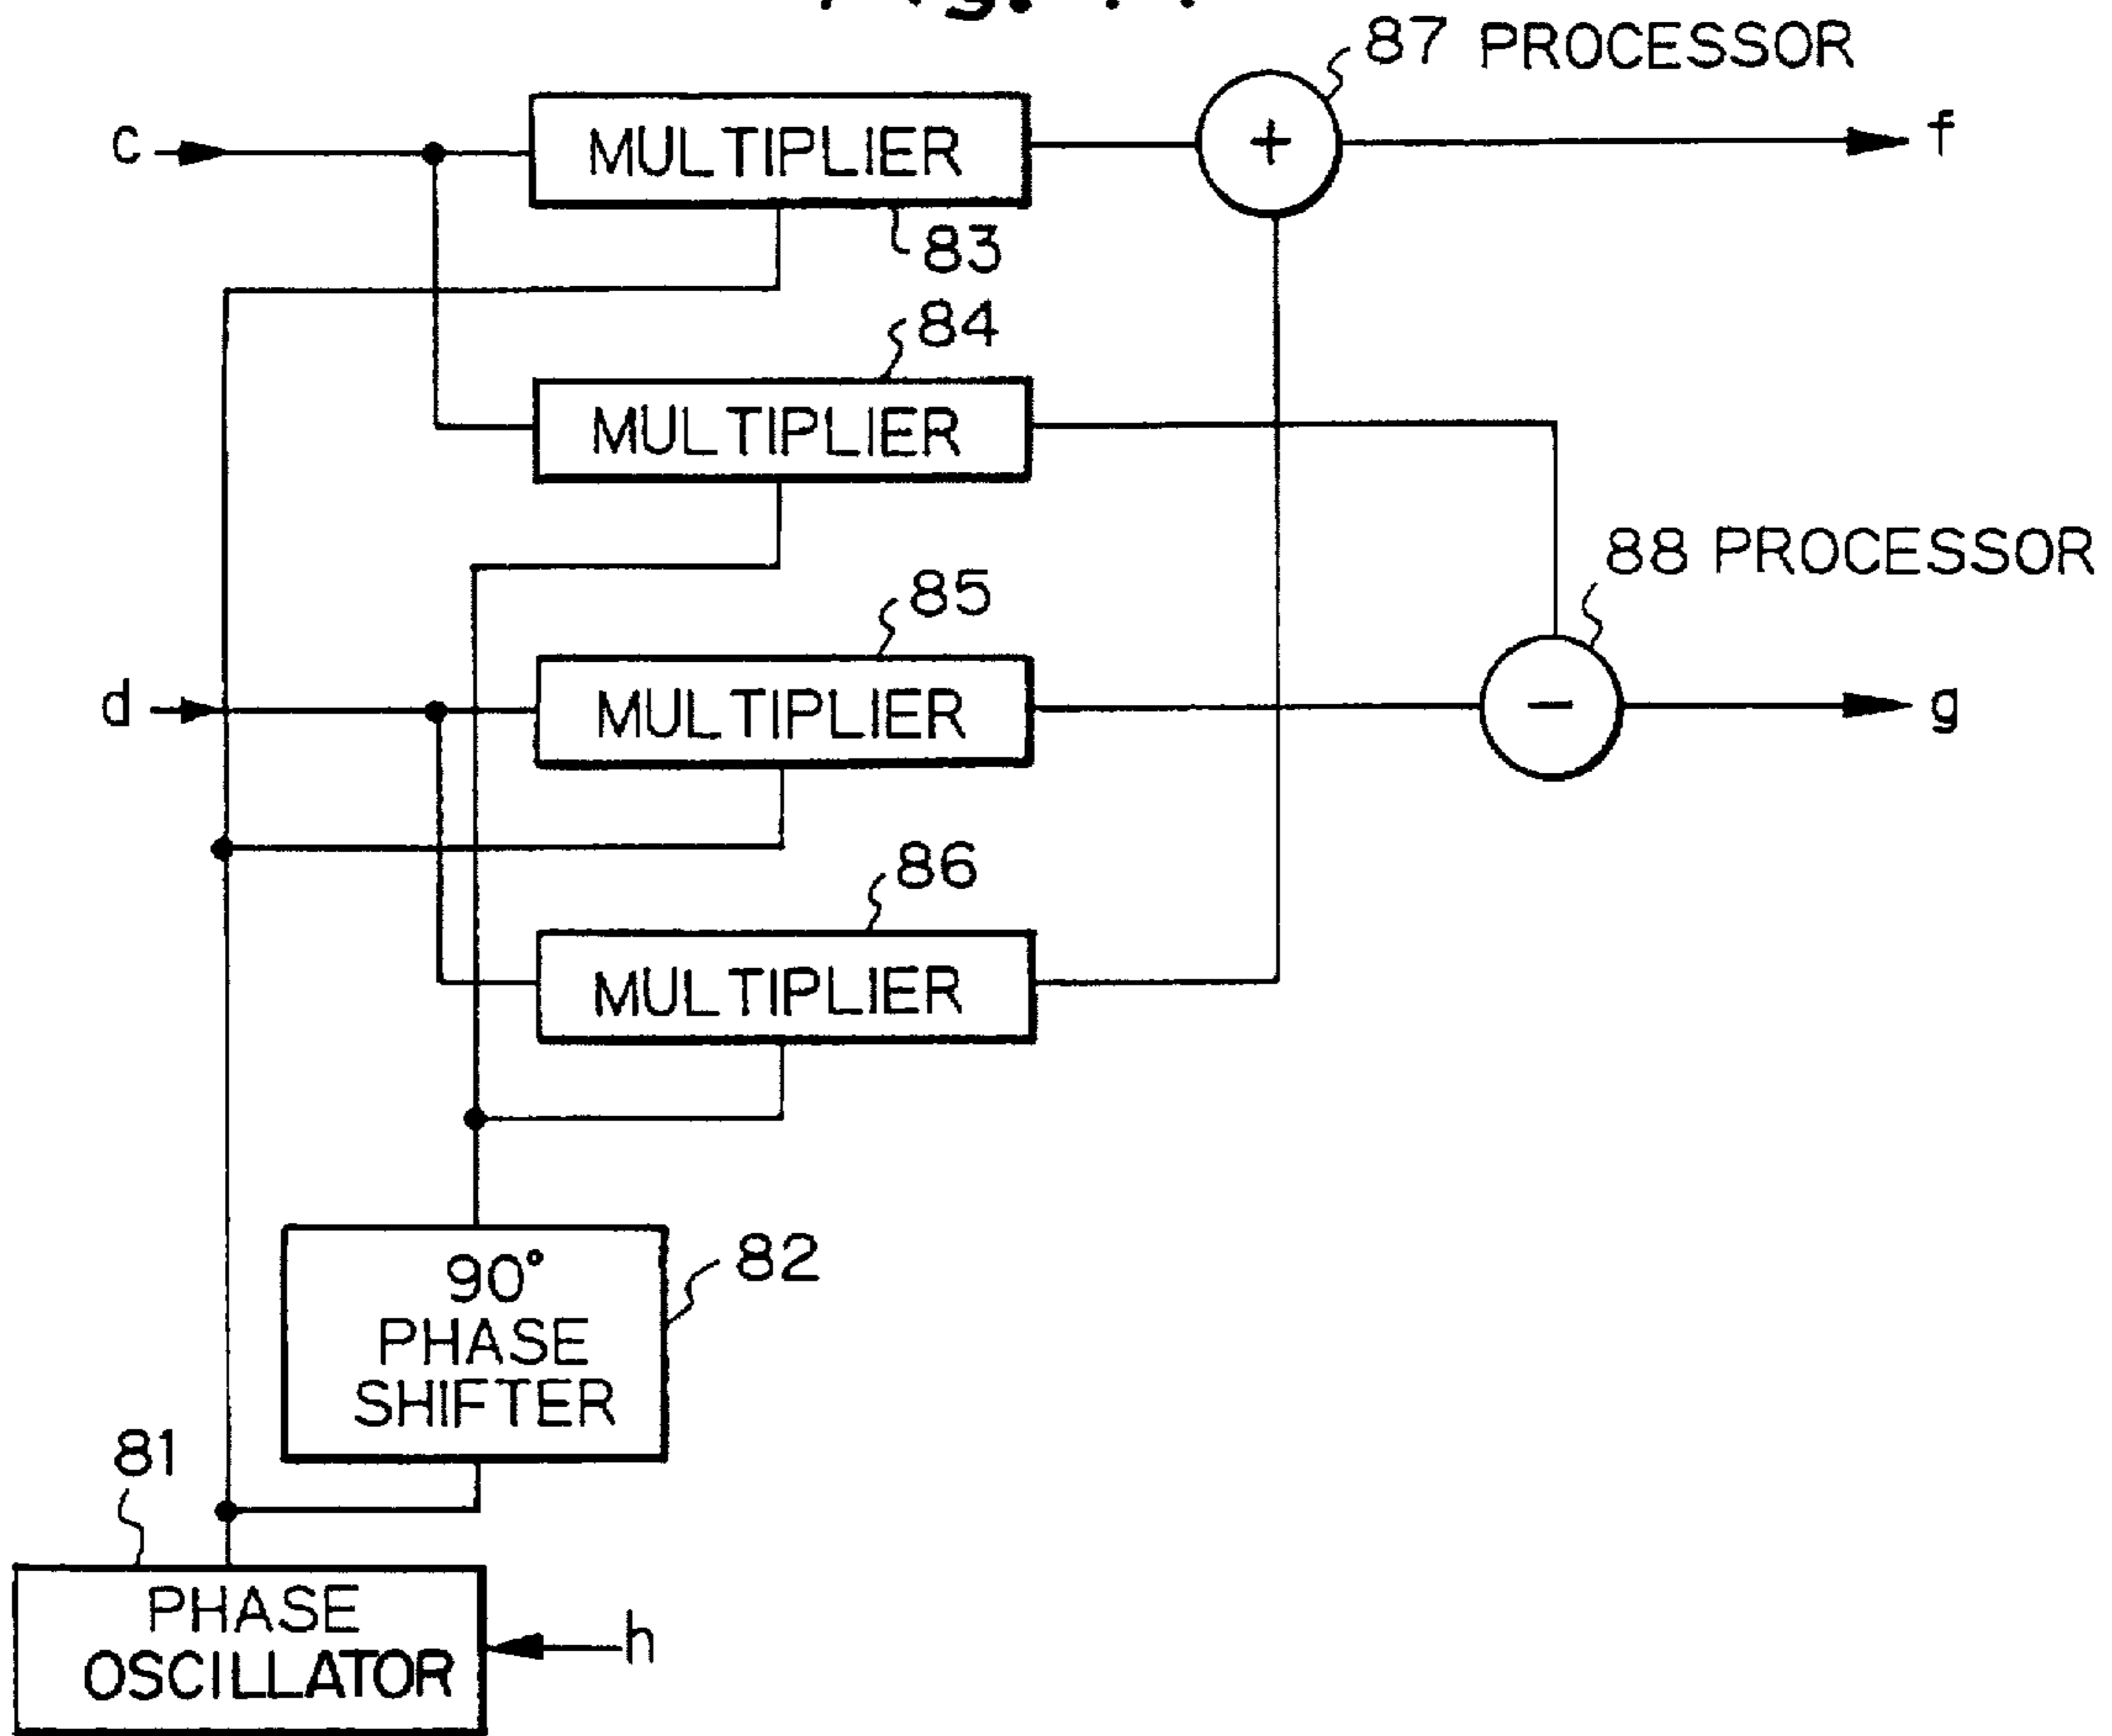 87 PROCESSOR
c
MULTIPLIER
+
f
83
84
MULTIPLIER
88 PROCESSOR
85
d
MULTIPLIER
−
g
86
MULTIPLIER
90°
PHASE
SHIFTER
82
81
PHASE
OSCILLATOR
h